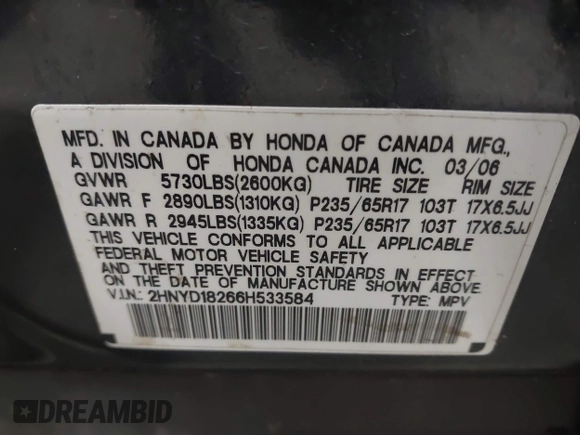 MFD. IN CANADA BY HONDA OF CANADA MFG.,
A DIVISION OF HONDA CANADA INC. 03/06
GVWR 5730LBS(2600KG) TIRE SIZE RIM SIZE
GAWR F 2890LBS(1310KG) P235/65R17 103T 17X6.5JJ
GAWR R 2945LBS(1335KG) P235/65R17 103T 17X6.5JJ
THIS VEHICLE CONFORMS TO ALL APPLICABLE
FEDERAL MOTOR VEHICLE SAFETY
AND THEFT PREVENTION STANDARDS IN EFFECT
ON THE DATE OF MANUFACTURE SHOWN ABOVE.
V.I.N.: 2HNYD18266H533584 TYPE: MPV
DREAMBID